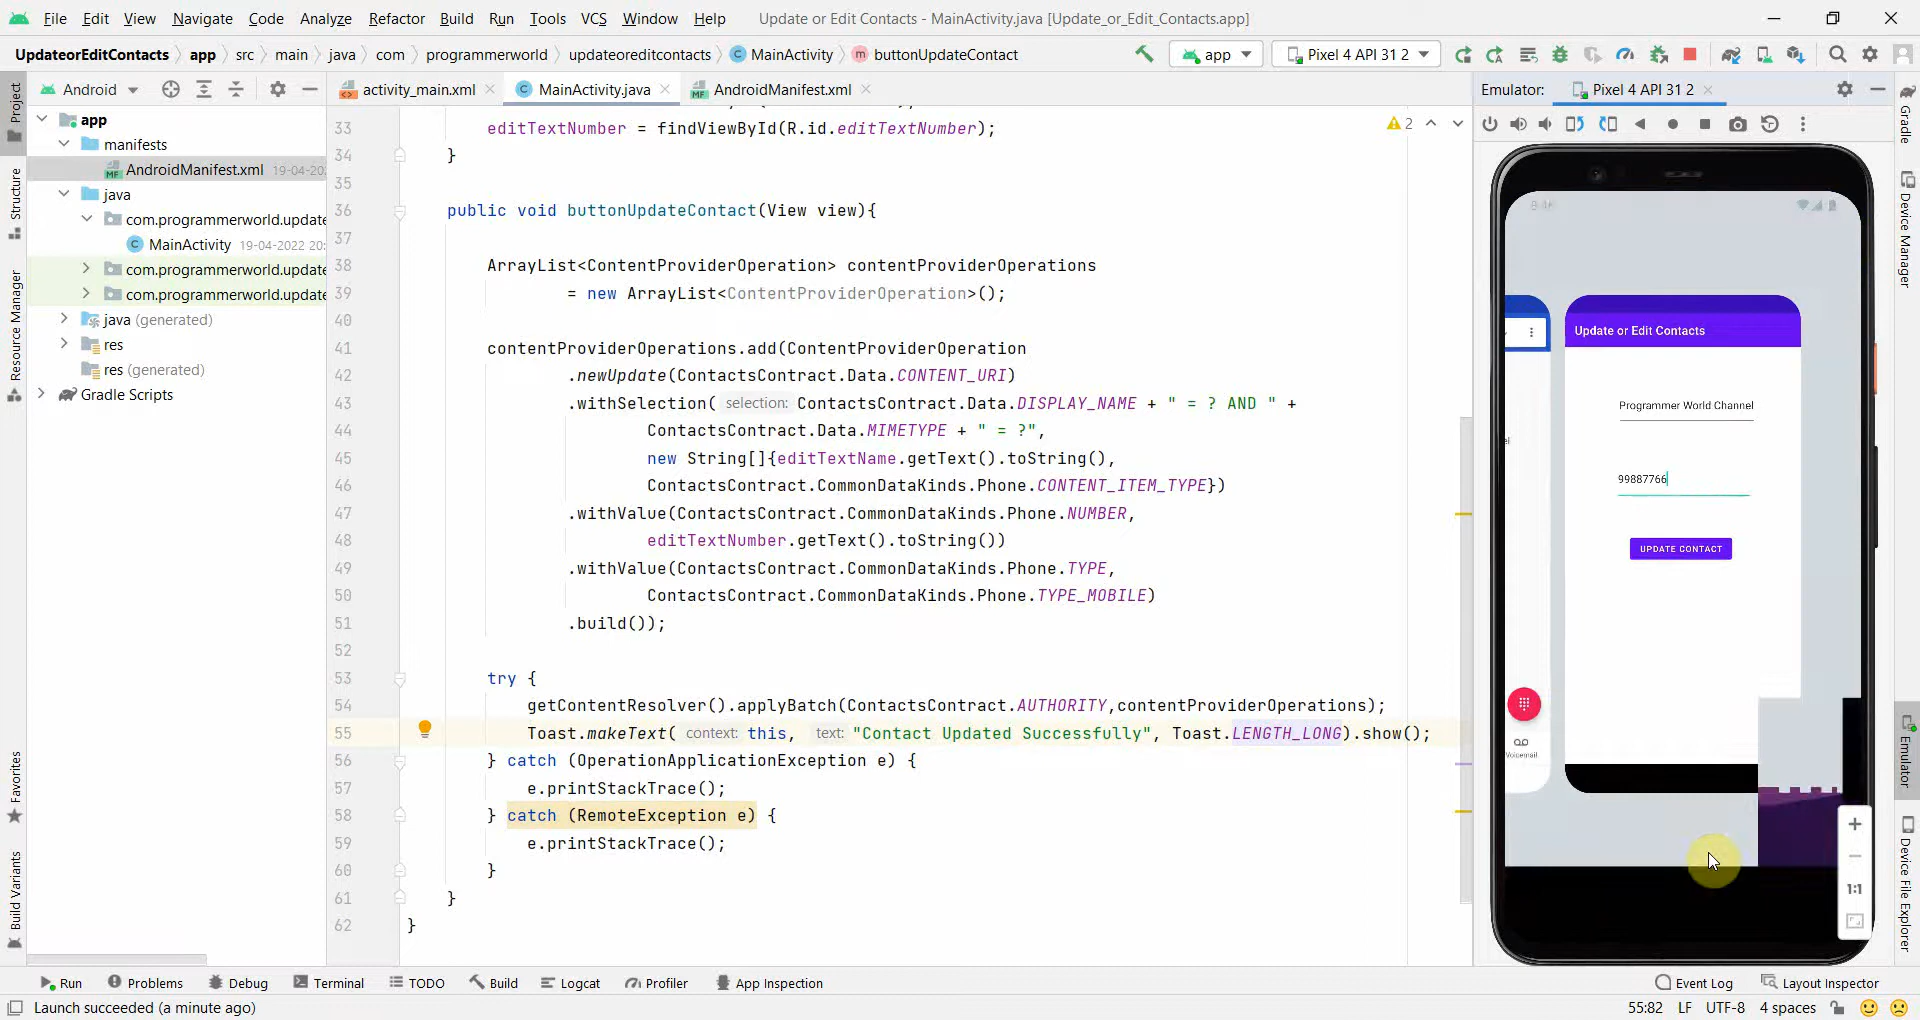 File Edit View Navigate Code Analyze Refactor Build Run Tools VCS Window Help Update or Edit Contacts - MainActivity.java [Update_or_Edit_Contacts.app]
UpdateorEditContacts app src main java com programmerworld updateoreditcontacts MainActivity buttonUpdateContact app Pixel 4 API 31 2
Project
Android
activity_main.xml
MainActivity.java
AndroidManifest.xml
Emulator: Pixel 4 API 31 2
app
manifests
AndroidManifest.xml 19-04-202
java
com.programmerworld.update
MainActivity 19-04-2022 20:
com.programmerworld.update
com.programmerworld.update
java (generated)
res
res (generated)
Gradle Scripts
Structure
Resource Manager
Favorites
Build Variants
2
33 editTextNumber = findViewById(R.id.editTextNumber);
34 }
35
36 public void buttonUpdateContact(View view){
37
38 ArrayList<ContentProviderOperation> contentProviderOperations
39 = new ArrayList<ContentProviderOperation>();
40
41 contentProviderOperations.add(ContentProviderOperation
42 .newUpdate(ContactsContract.Data.CONTENT_URI)
43 .withSelection( selection: ContactsContract.Data.DISPLAY_NAME + " = ? AND " +
44 ContactsContract.Data.MIMETYPE + " = ?",
45 new String[]{editTextName.getText().toString(),
46 ContactsContract.CommonDataKinds.Phone.CONTENT_ITEM_TYPE})
47 .withValue(ContactsContract.CommonDataKinds.Phone.NUMBER,
48 editTextNumber.getText().toString())
49 .withValue(ContactsContract.CommonDataKinds.Phone.TYPE,
50 ContactsContract.CommonDataKinds.Phone.TYPE_MOBILE)
51 .build());
52
53 try {
54 getContentResolver().applyBatch(ContactsContract.AUTHORITY,contentProviderOperations);
55 Toast.makeText( context: this, text: "Contact Updated Successfully", Toast.LENGTH_LONG).show();
56 } catch (OperationApplicationException e) {
57 e.printStackTrace();
58 } catch (RemoteException e) {
59 e.printStackTrace();
60 }
61 }
62 }
8:46
Update or Edit Contacts
Programmer World Channel
99887766
UPDATE CONTACT
el
Voicemail
1:1
Gradle
Device Manager
Emulator
Device File Explorer
Run Problems Debug Terminal TODO Build Logcat Profiler App Inspection Event Log Layout Inspector
Launch succeeded (a minute ago) 55:82 LF UTF-8 4 spaces